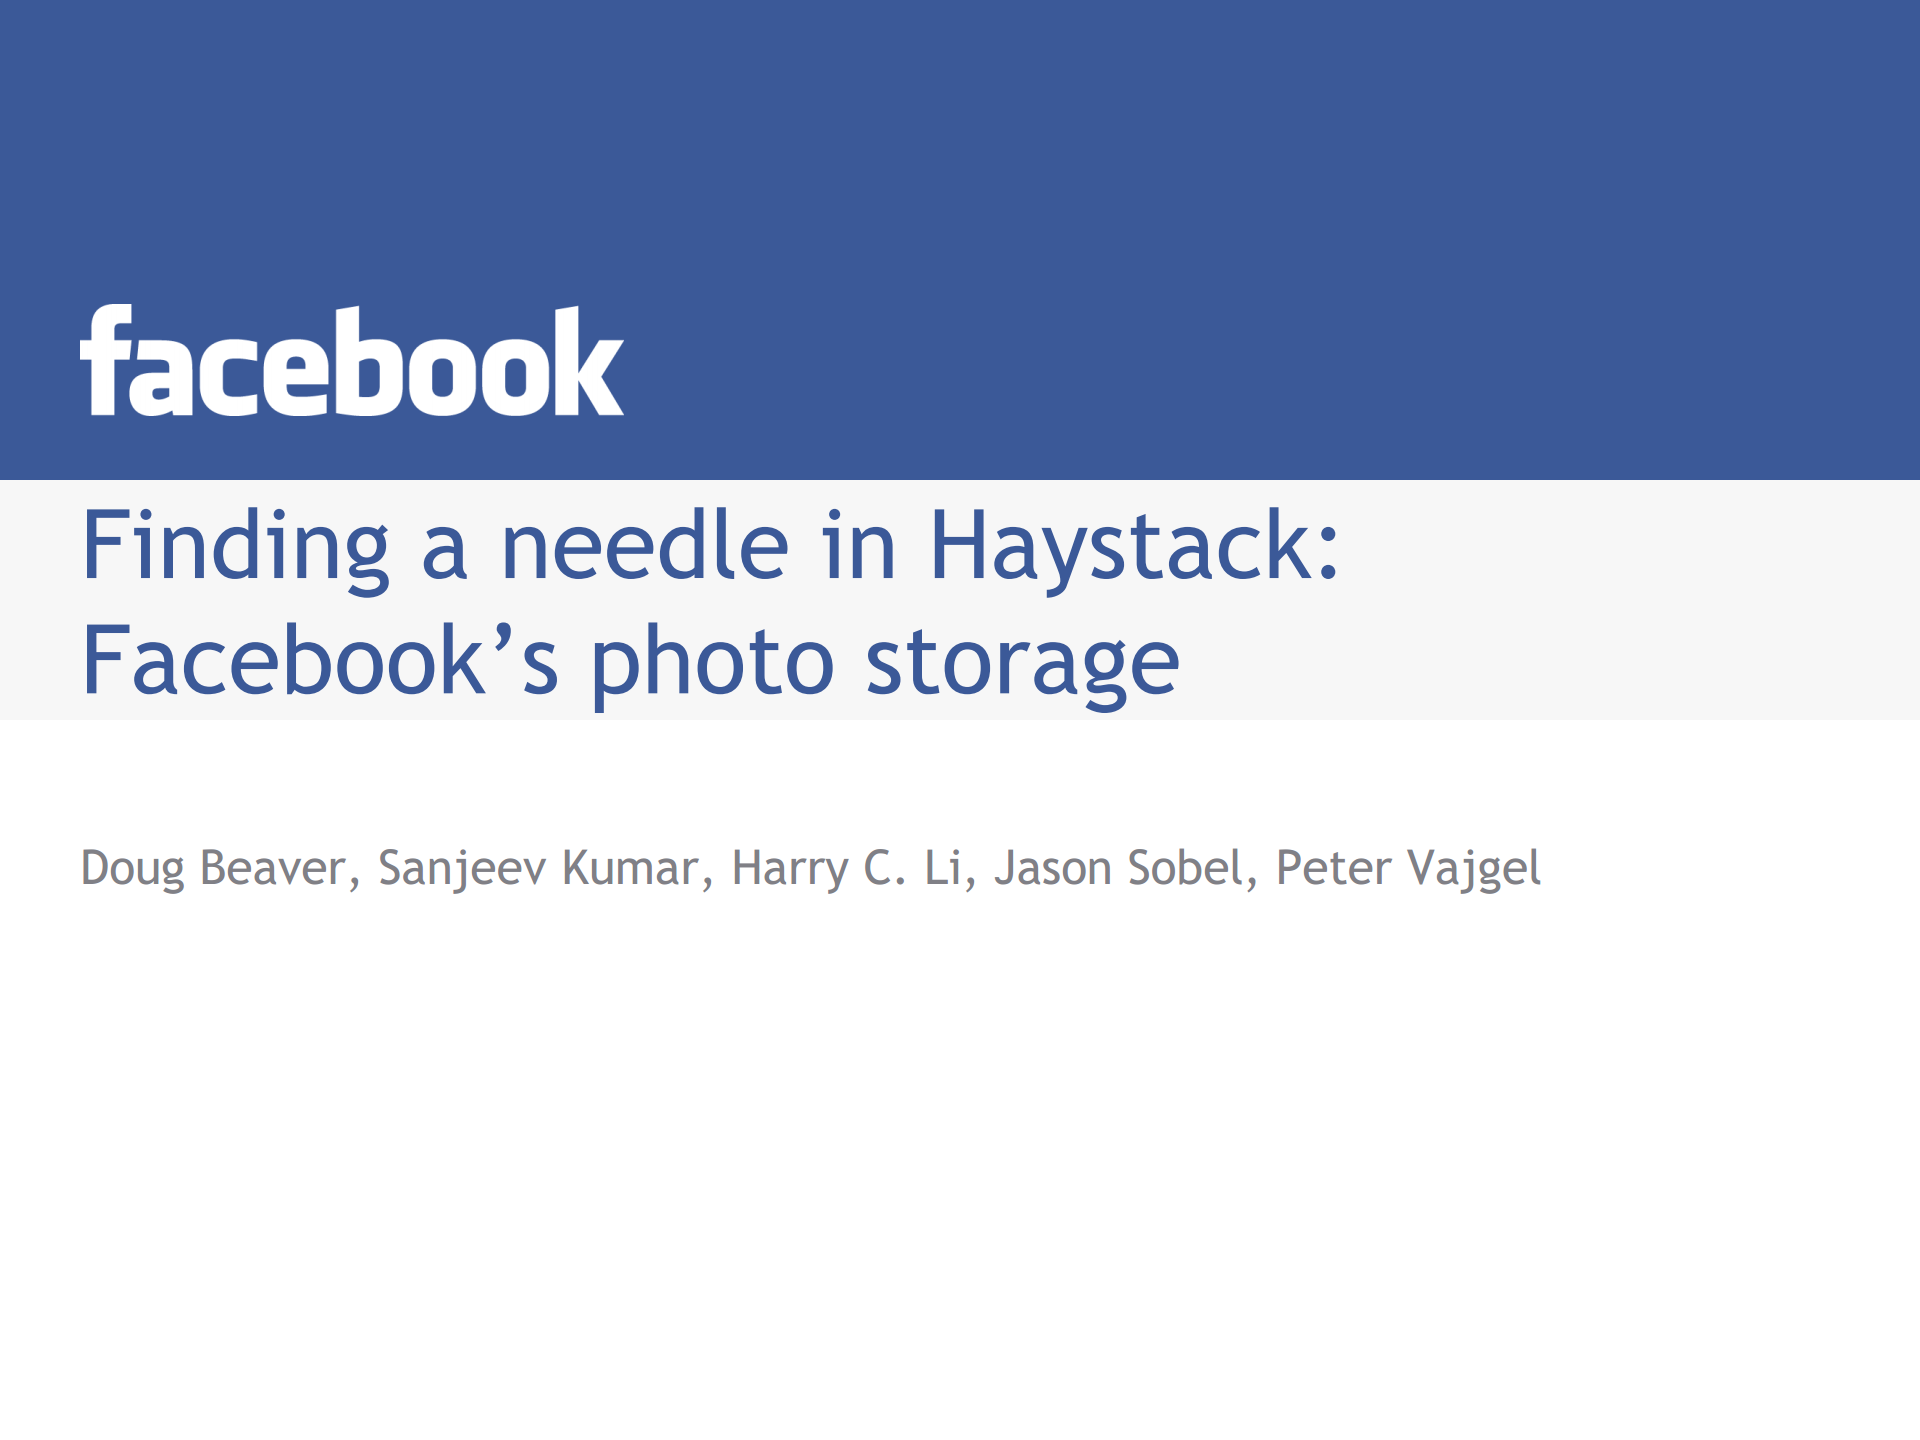 facebook
Finding a needle in Haystack:
Facebook’s photo storage
Doug Beaver, Sanjeev Kumar, Harry C. Li, Jason Sobel, Peter Vajgel